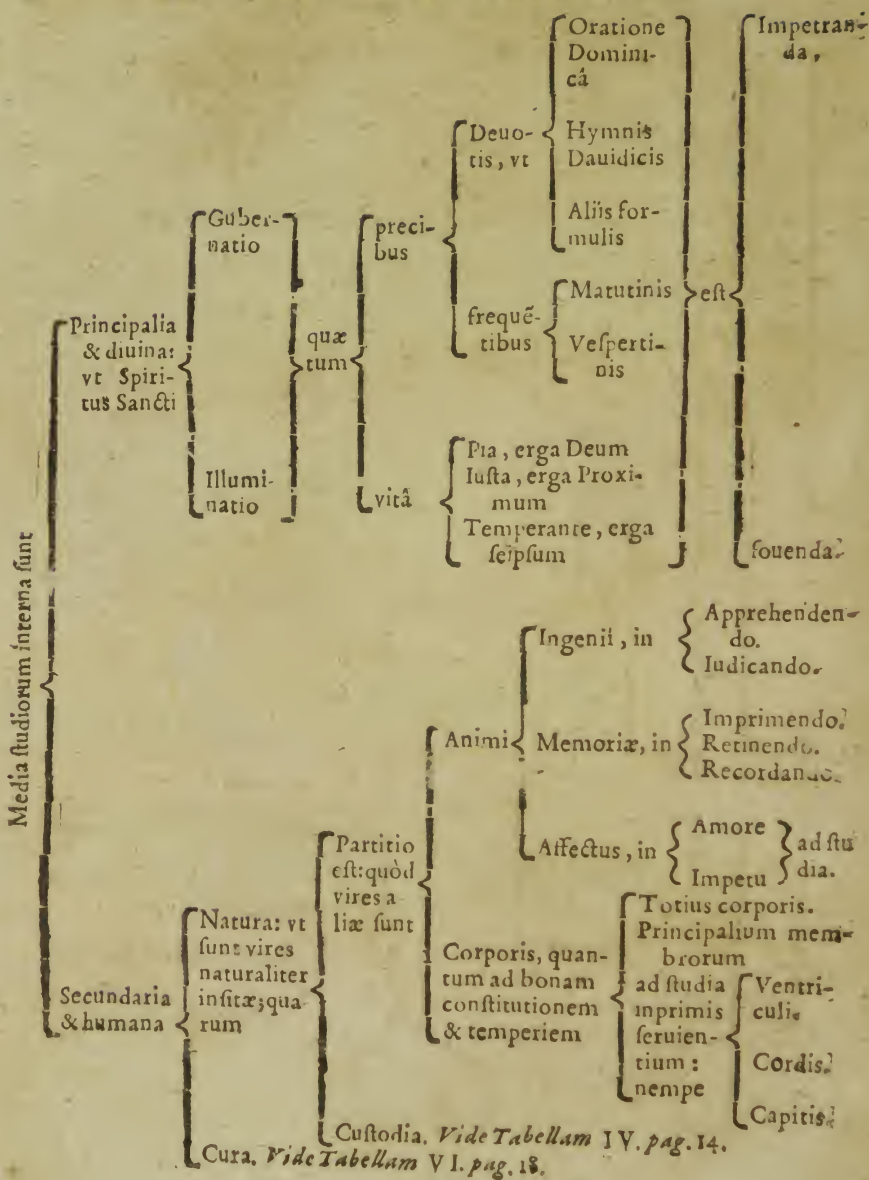 Media ſtudiorum interna ſunt
Principalia
& diuina:
vt Spiri-
tus Sancti
Guber-
natio
Illumi-
natio
quæ
tum
preci-
bus
Deuo-
tis, vt
Oratione
Domini-
câ
Hymnis
Dauidicis
Aliis for-
mulis
frequẽ-
tibus
Matutinis
Veſperti-
nis
vitâ
Pia, erga Deum
Iuſta, erga Proxi-
mum
Temperante, erga
ſeipſum
eſt
Impetran-
da,
fouenda.
Secundaria
& humana
Natura: vt
ſunt vires
naturaliter
inſitæ; qua
rum
Partitio
eſt: quòd
vires a-
liæ ſunt
Animi
Ingenii, in
Apprehenden-
do.
Iudicando.
Memoriæ, in
Imprimendo.
Retinendo.
Affectus, in
Amore
Impetu
ad ſtu
dia.
Corporis, quan-
tum ad bonam
conſtitutionem
& temperiem
Totius corporis.
Principalium mem-
brorum
ad ſtudia
inprimis
ſeruien-
tium:
nempe
Ventri-
culi.
Cordis.
Capitis.
Cuſtodia. Vide Tabellam IV. pag. 14.
Cura. Vide Tabellam VI. pag. 18.